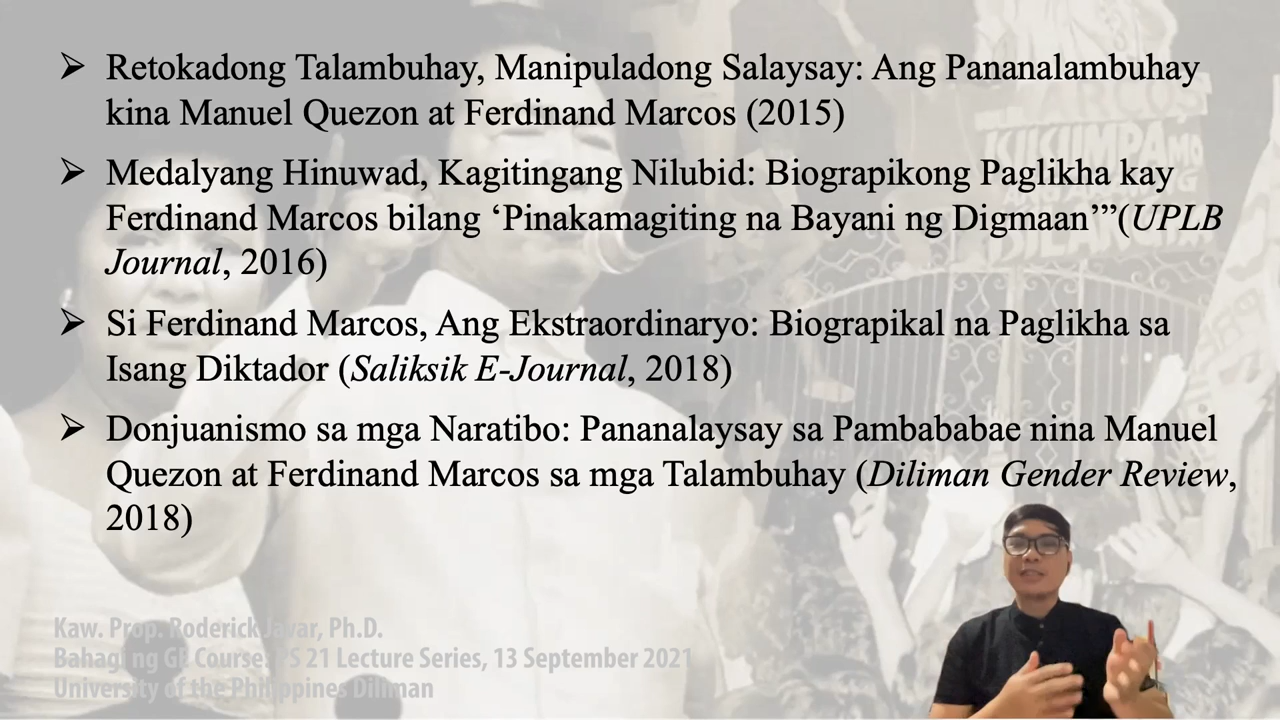 ➢ Retokadong Talambuhay, Manipuladong Salaysay: Ang Pananalambuhay
kina Manuel Quezon at Ferdinand Marcos (2015)
➢ Medalyang Hinuwad, Kagitingang Nilubid: Biograpikong Paglikha kay
Ferdinand Marcos bilang ‘Pinakamagiting na Bayani ng Digmaan’”(UPLB
Journal, 2016)
➢ Si Ferdinand Marcos, Ang Ekstraordinaryo: Biograpikal na Paglikha sa
Isang Diktador (Saliksik E-Journal, 2018)
➢ Donjuanismo sa mga Naratibo: Pananalaysay sa Pambababae nina Manuel
Quezon at Ferdinand Marcos sa mga Talambuhay (Diliman Gender Review,
2018)
MARCOS
KUKUMPAMO
Kaw. Prop. Roderick Javar, Ph.D.
Bahagi ng GE Course: PS 21 Lecture Series, 13 September 2021
University of the Philippines Diliman